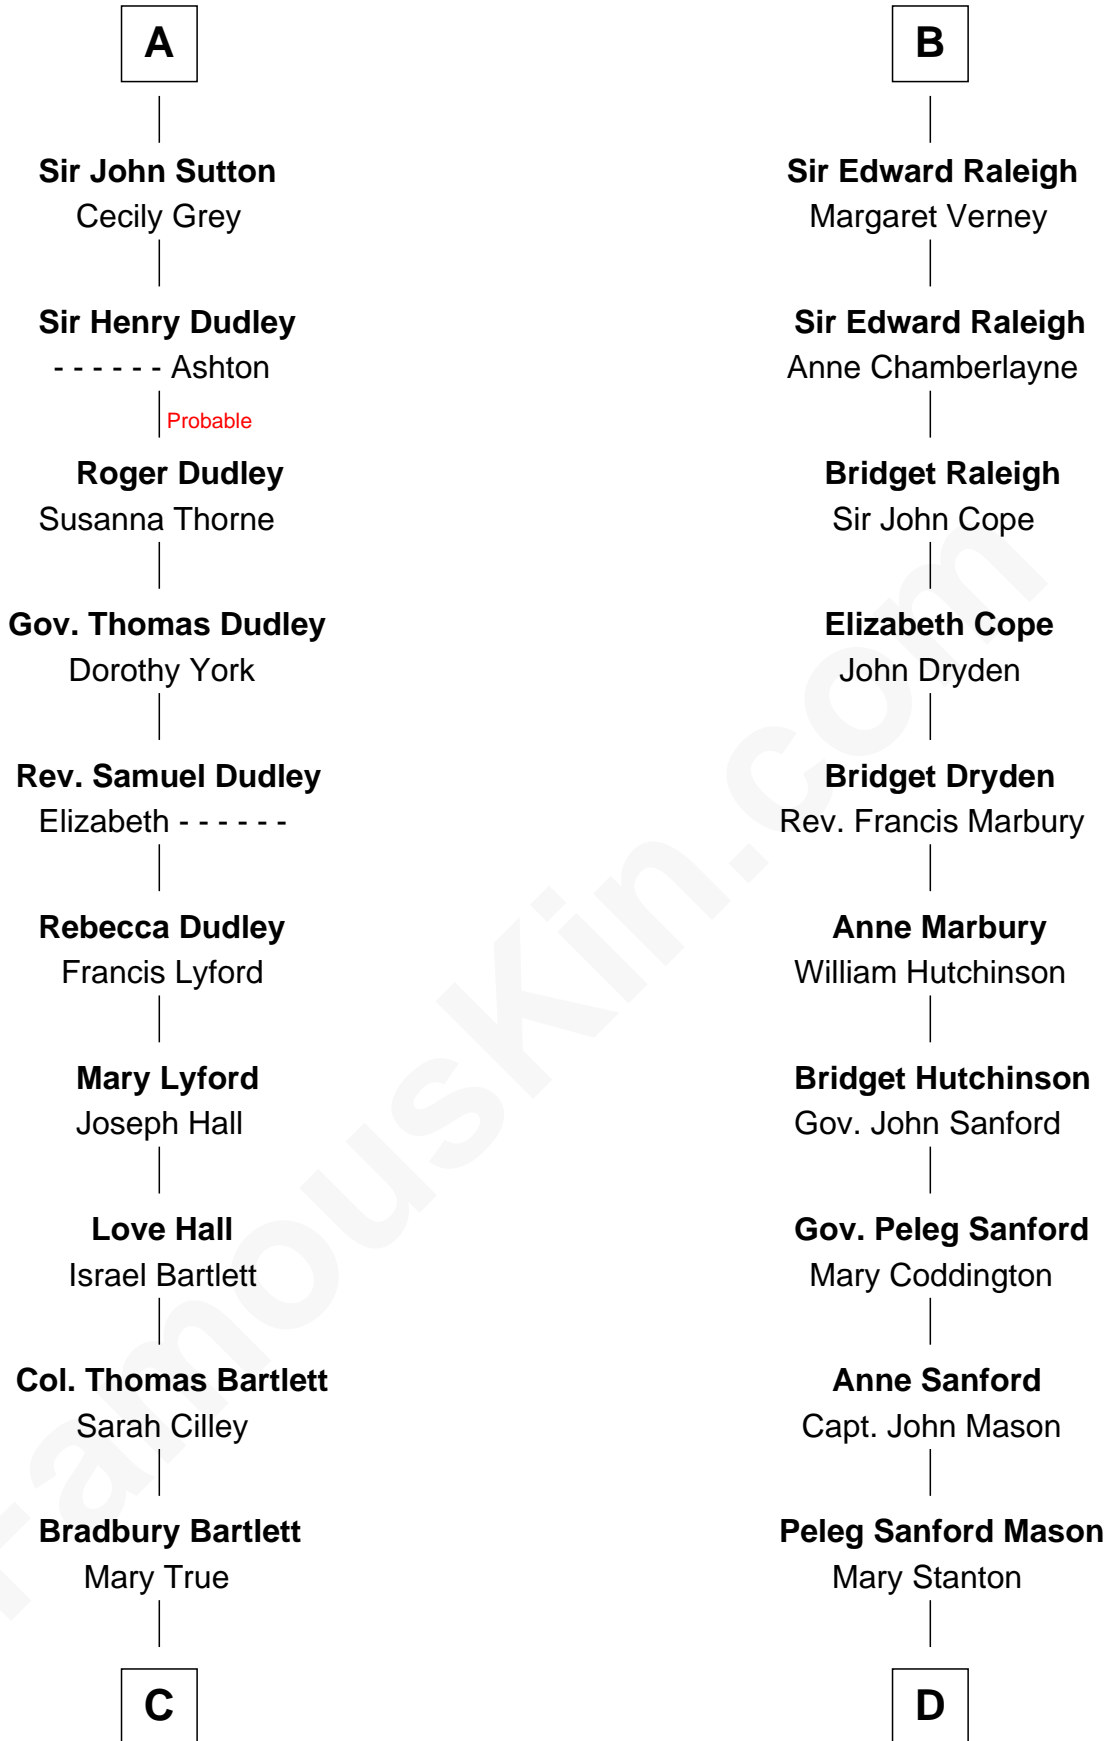 A
Sir John Sutton
Cecily Grey
Sir Henry Dudley
- - - - - - Ashton
Probable
Roger Dudley
Susanna Thorne
Gov. Thomas Dudley
Dorothy York
Rev. Samuel Dudley
Elizabeth - - - - - -
Rebecca Dudley
Francis Lyford
Mary Lyford
Joseph Hall
Love Hall
Israel Bartlett
Col. Thomas Bartlett
Sarah Cilley
Bradbury Bartlett
Mary True
C
B
Sir Edward Raleigh
Margaret Verney
Sir Edward Raleigh
Anne Chamberlayne
Bridget Raleigh
Sir John Cope
Elizabeth Cope
John Dryden
Bridget Dryden
Rev. Francis Marbury
Anne Marbury
William Hutchinson
Bridget Hutchinson
Gov. John Sanford
Gov. Peleg Sanford
Mary Coddington
Anne Sanford
Capt. John Mason
Peleg Sanford Mason
Mary Stanton
D
FamousKin.com